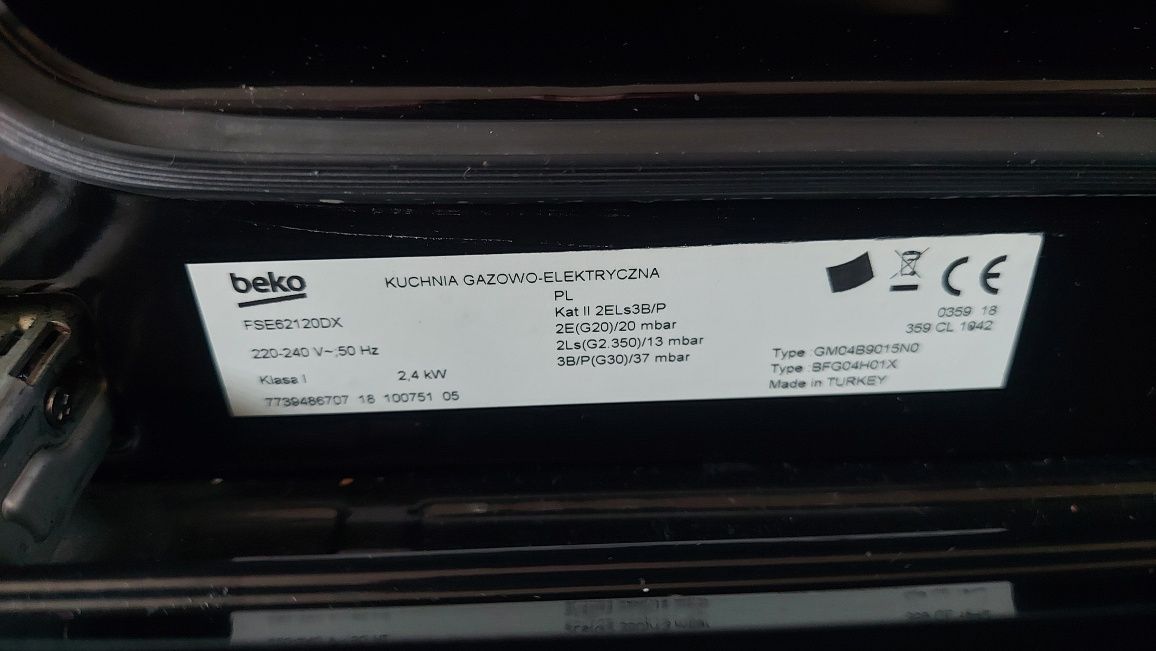 beko
FSE62120DX
220-240 V~;50 Hz
Klasa I 2,4 kW
7739486707 18 100751 05
KUCHNIA GAZOWO-ELEKTRYCZNA
PL
Kat II 2ELs3B/P
2E(G20)/20 mbar
2Ls(G2.350)/13 mbar
3B/P(G30)/37 mbar
CE
0359 18
359 CL 1042
Type :GM04B9015N0
Type :BFG04H01X
Made in TURKEY